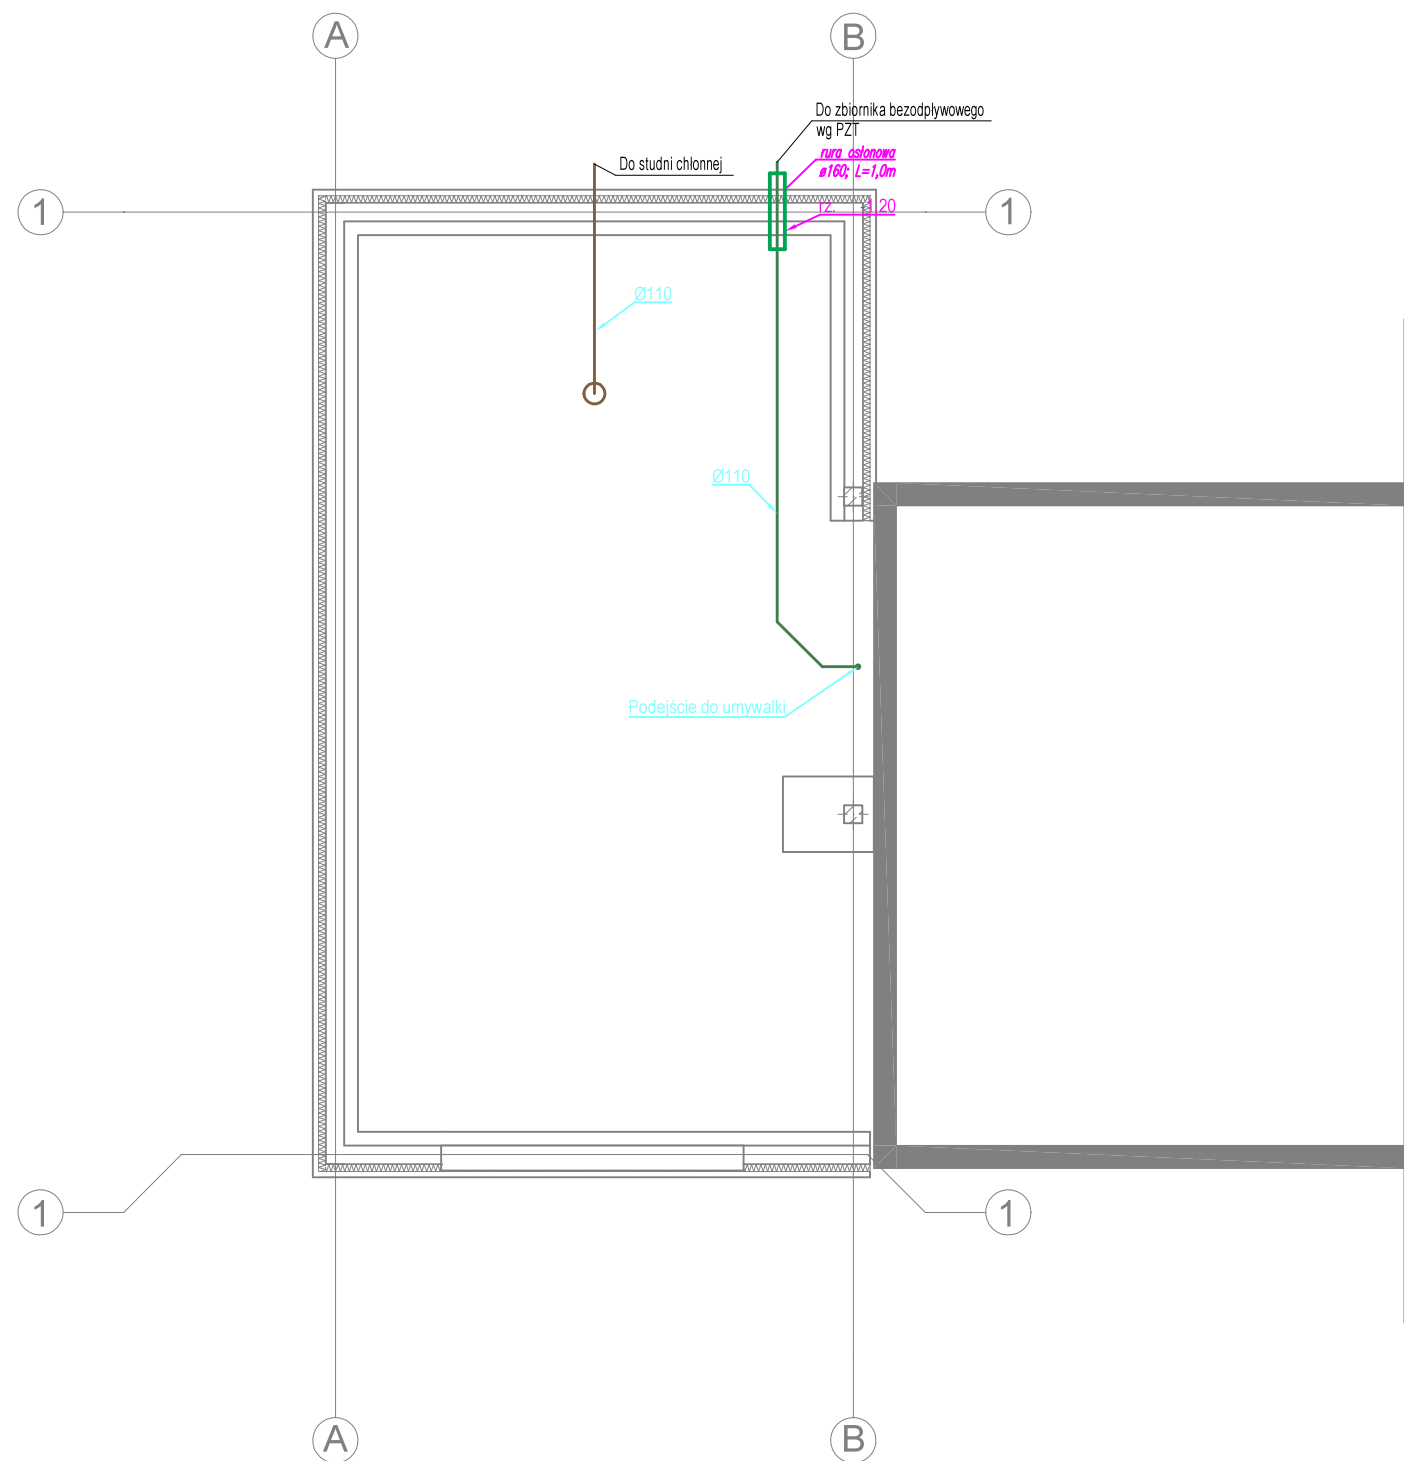 A
B
Do zbiornika bezodpływowego
wg PZT
rura osłonowa
ø160; L=1,0m
Do studni chłonnej
1
rz.
1
Ø110
Ø110
Podejście do umywalki
1
1
A
B